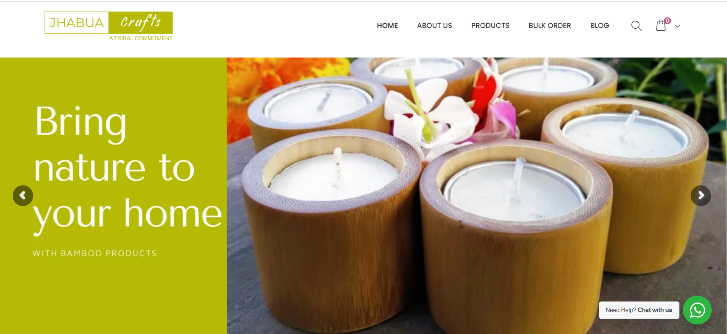 JHABUA Crafts
A TRIBAL COMMITMENT
HOME ABOUT US PRODUCTS BULK ORDER BLOG
0
Bring
nature to
your home
WITH BAMBOO PRODUCTS
Need Help? Chat with us